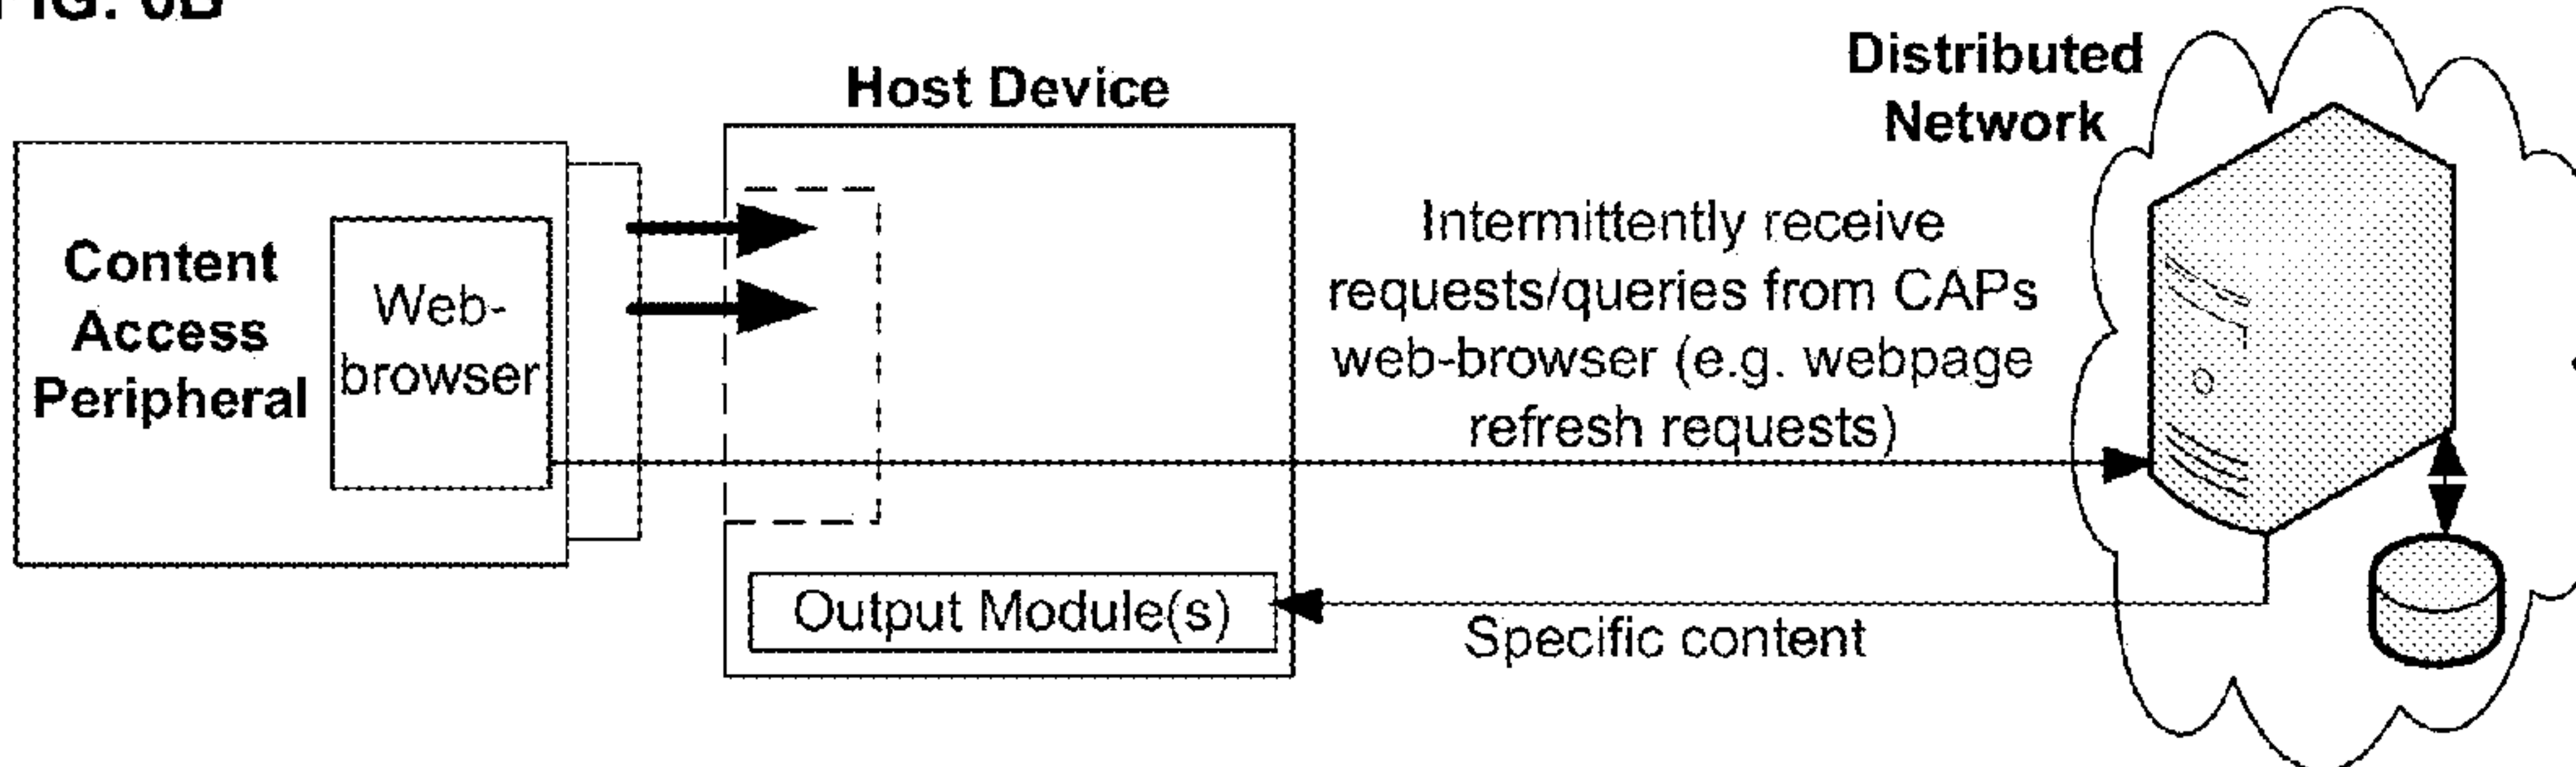 Distributed
Network
Host Device
Content
Access
Peripheral
Web-
browser
Intermittently receive
requests/queries from CAPs
web-browser (e.g. webpage
refresh requests)
Output Module(s)
Specific content